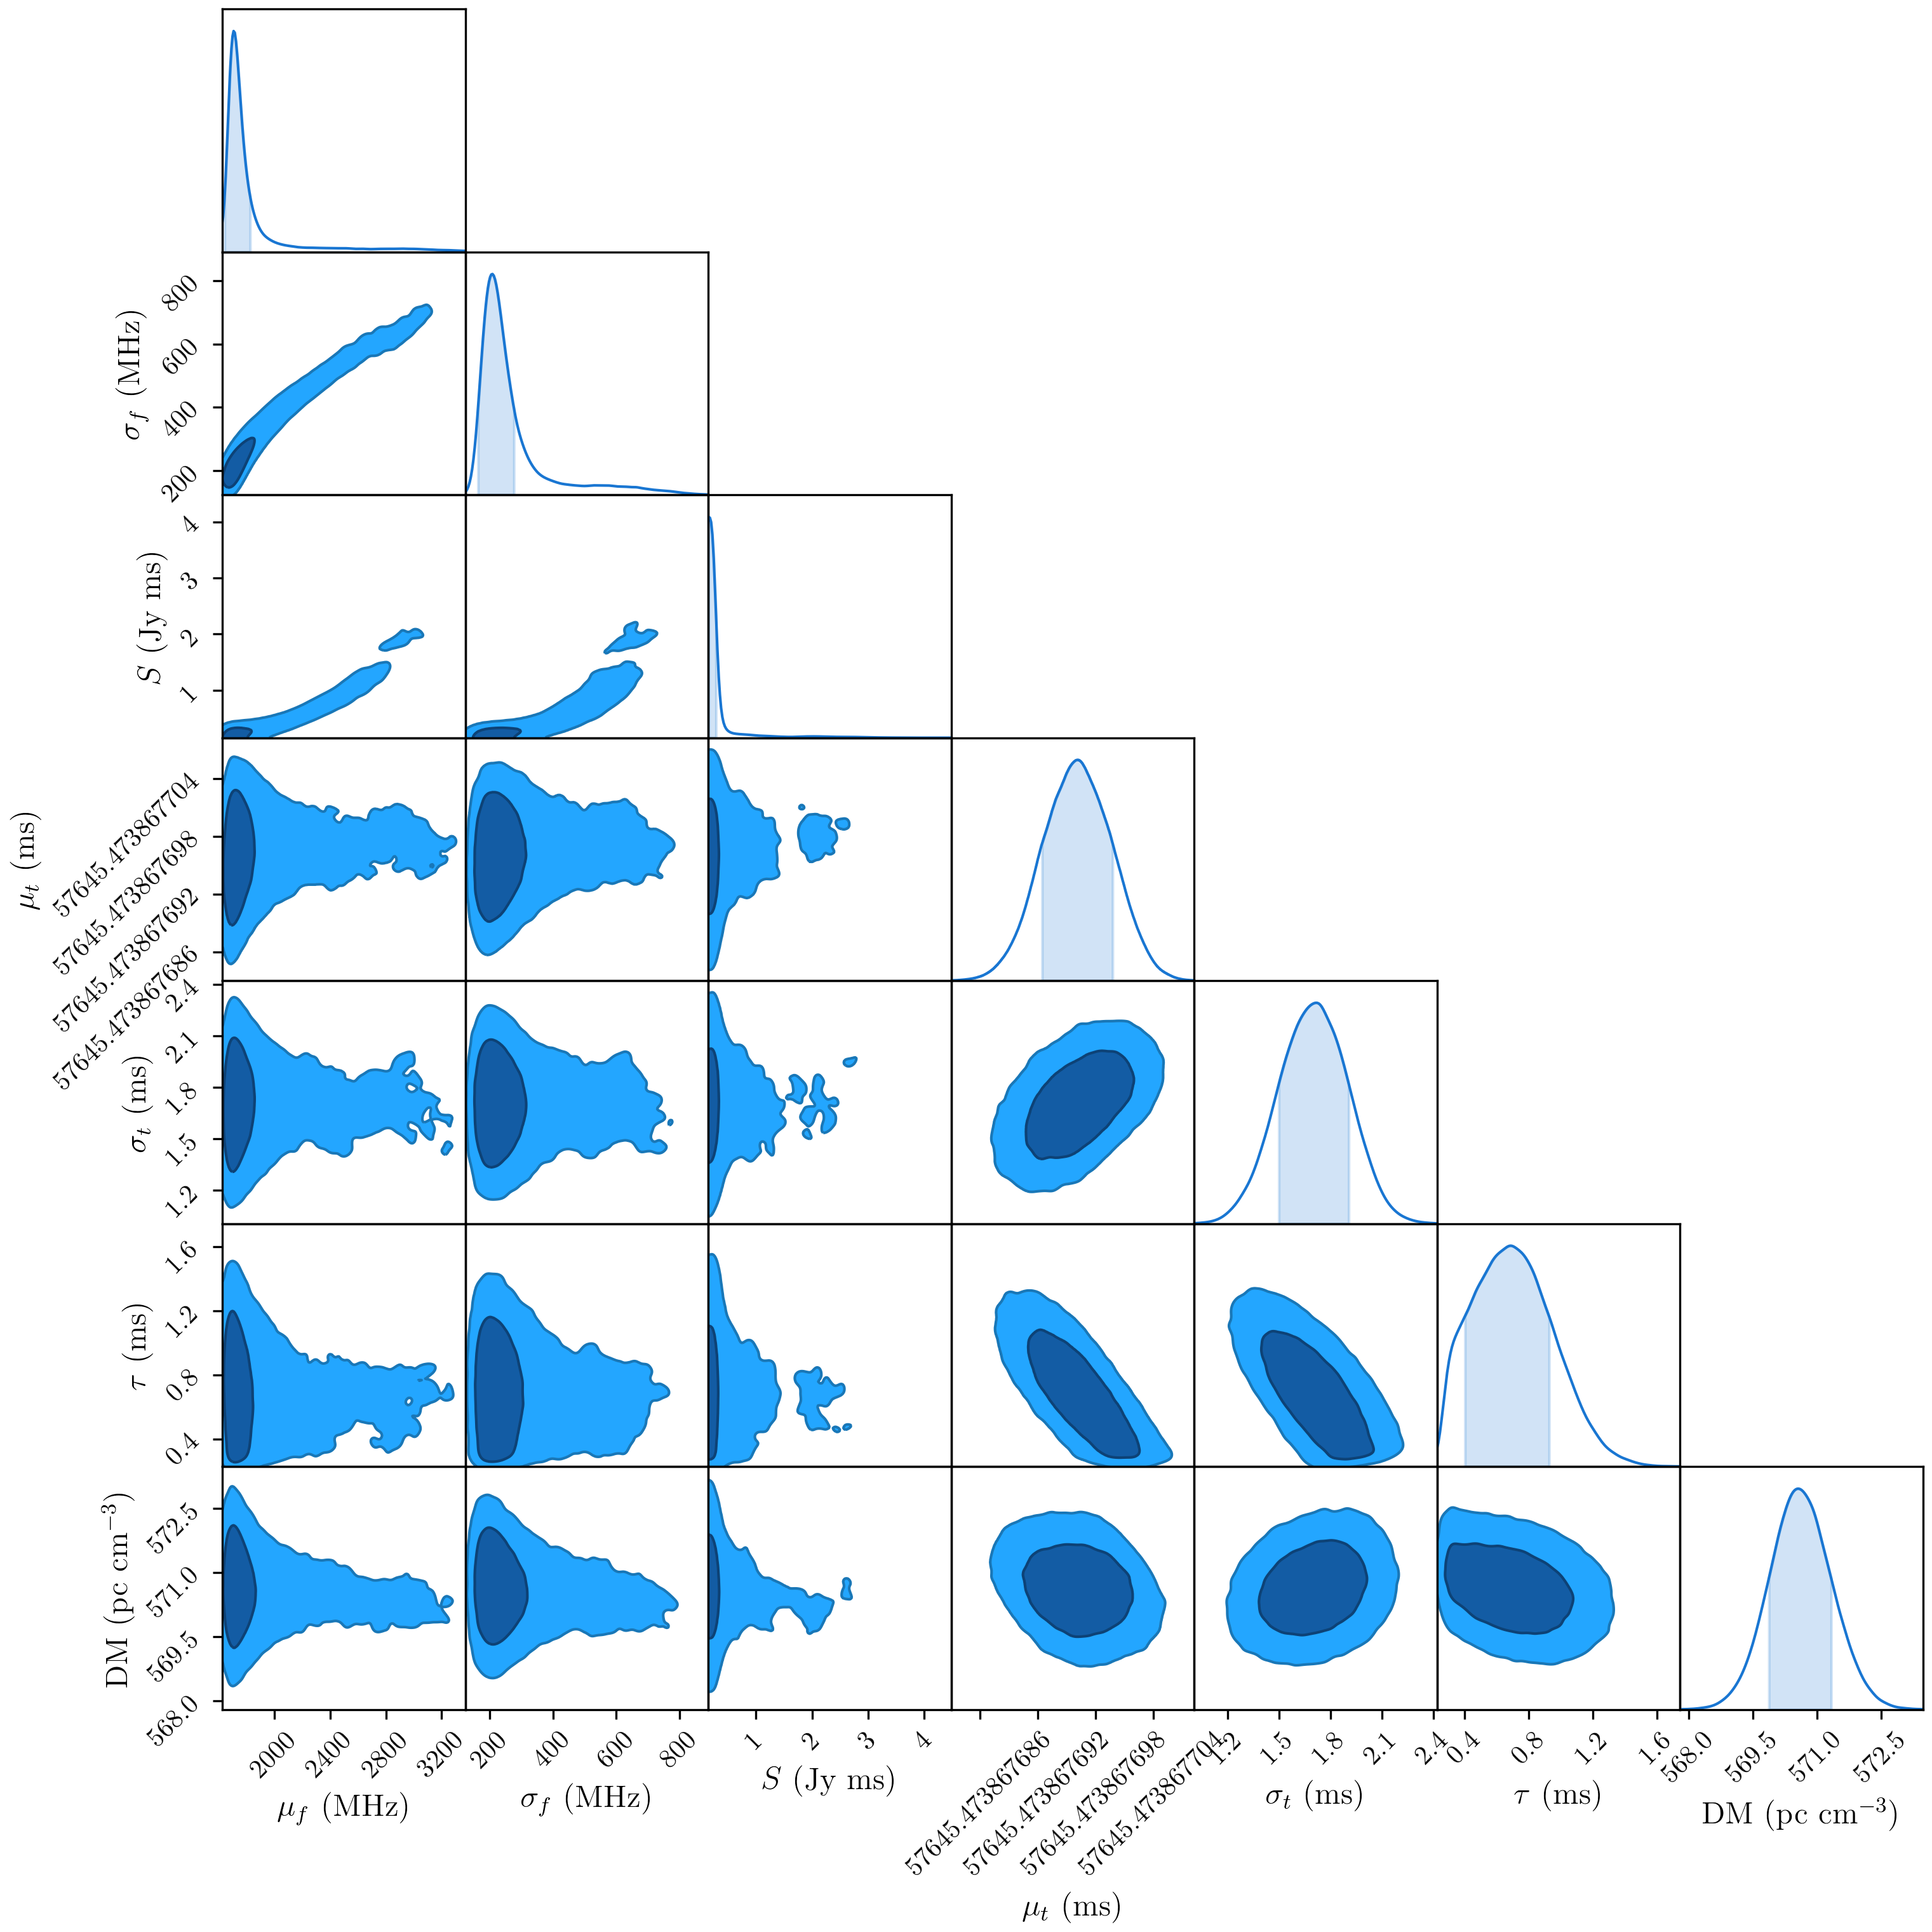 800
600
400
200
σ_f (MHz)
4
3
2
1
S (Jy ms)
57645.473867704
57645.473867698
57645.473867692
57645.473867686
μ_t (ms)
2.4
2.1
1.8
1.5
1.2
σ_t (ms)
1.6
1.2
0.8
0.4
τ (ms)
572.5
571.0
569.5
568.0
DM (pc cm⁻³)
2000 2400 2800 3200
μ_f (MHz)
200 400 600 800
σ_f (MHz)
1 2 3 4
S (Jy ms)
57645.473867686 57645.473867692 57645.473867698 57645.473867704
μ_t (ms)
1.2 1.5 1.8 2.1 2.4
σ_t (ms)
0.4 0.8 1.2 1.6
τ (ms)
568.0 569.5 571.0 572.5
DM (pc cm⁻³)